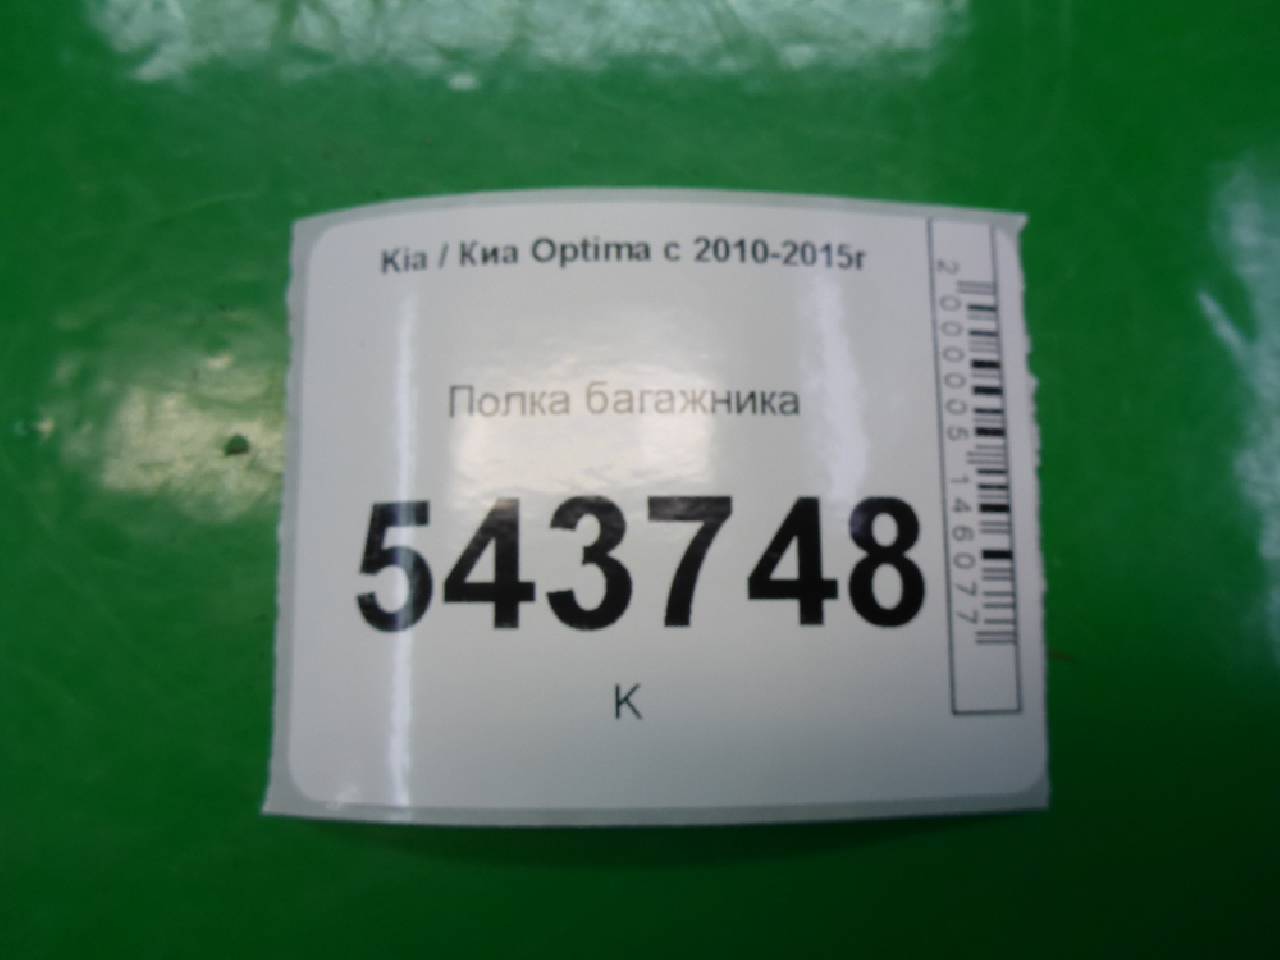 Kia / Киа Optima с 2010-2015г
Полка багажника
543748
K
2000005146077